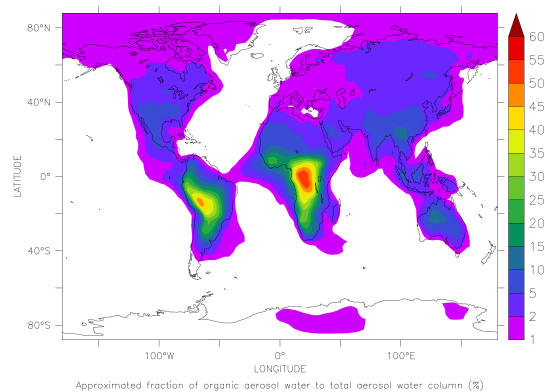 80°N
40°N
0°
40°S
80°S
LATITUDE
100°W
0°
100°E
LONGITUDE
60
55
50
45
40
35
30
25
20
15
10
5
2
1
Approximated fraction of organic aerosol water to total aerosol water column (%)